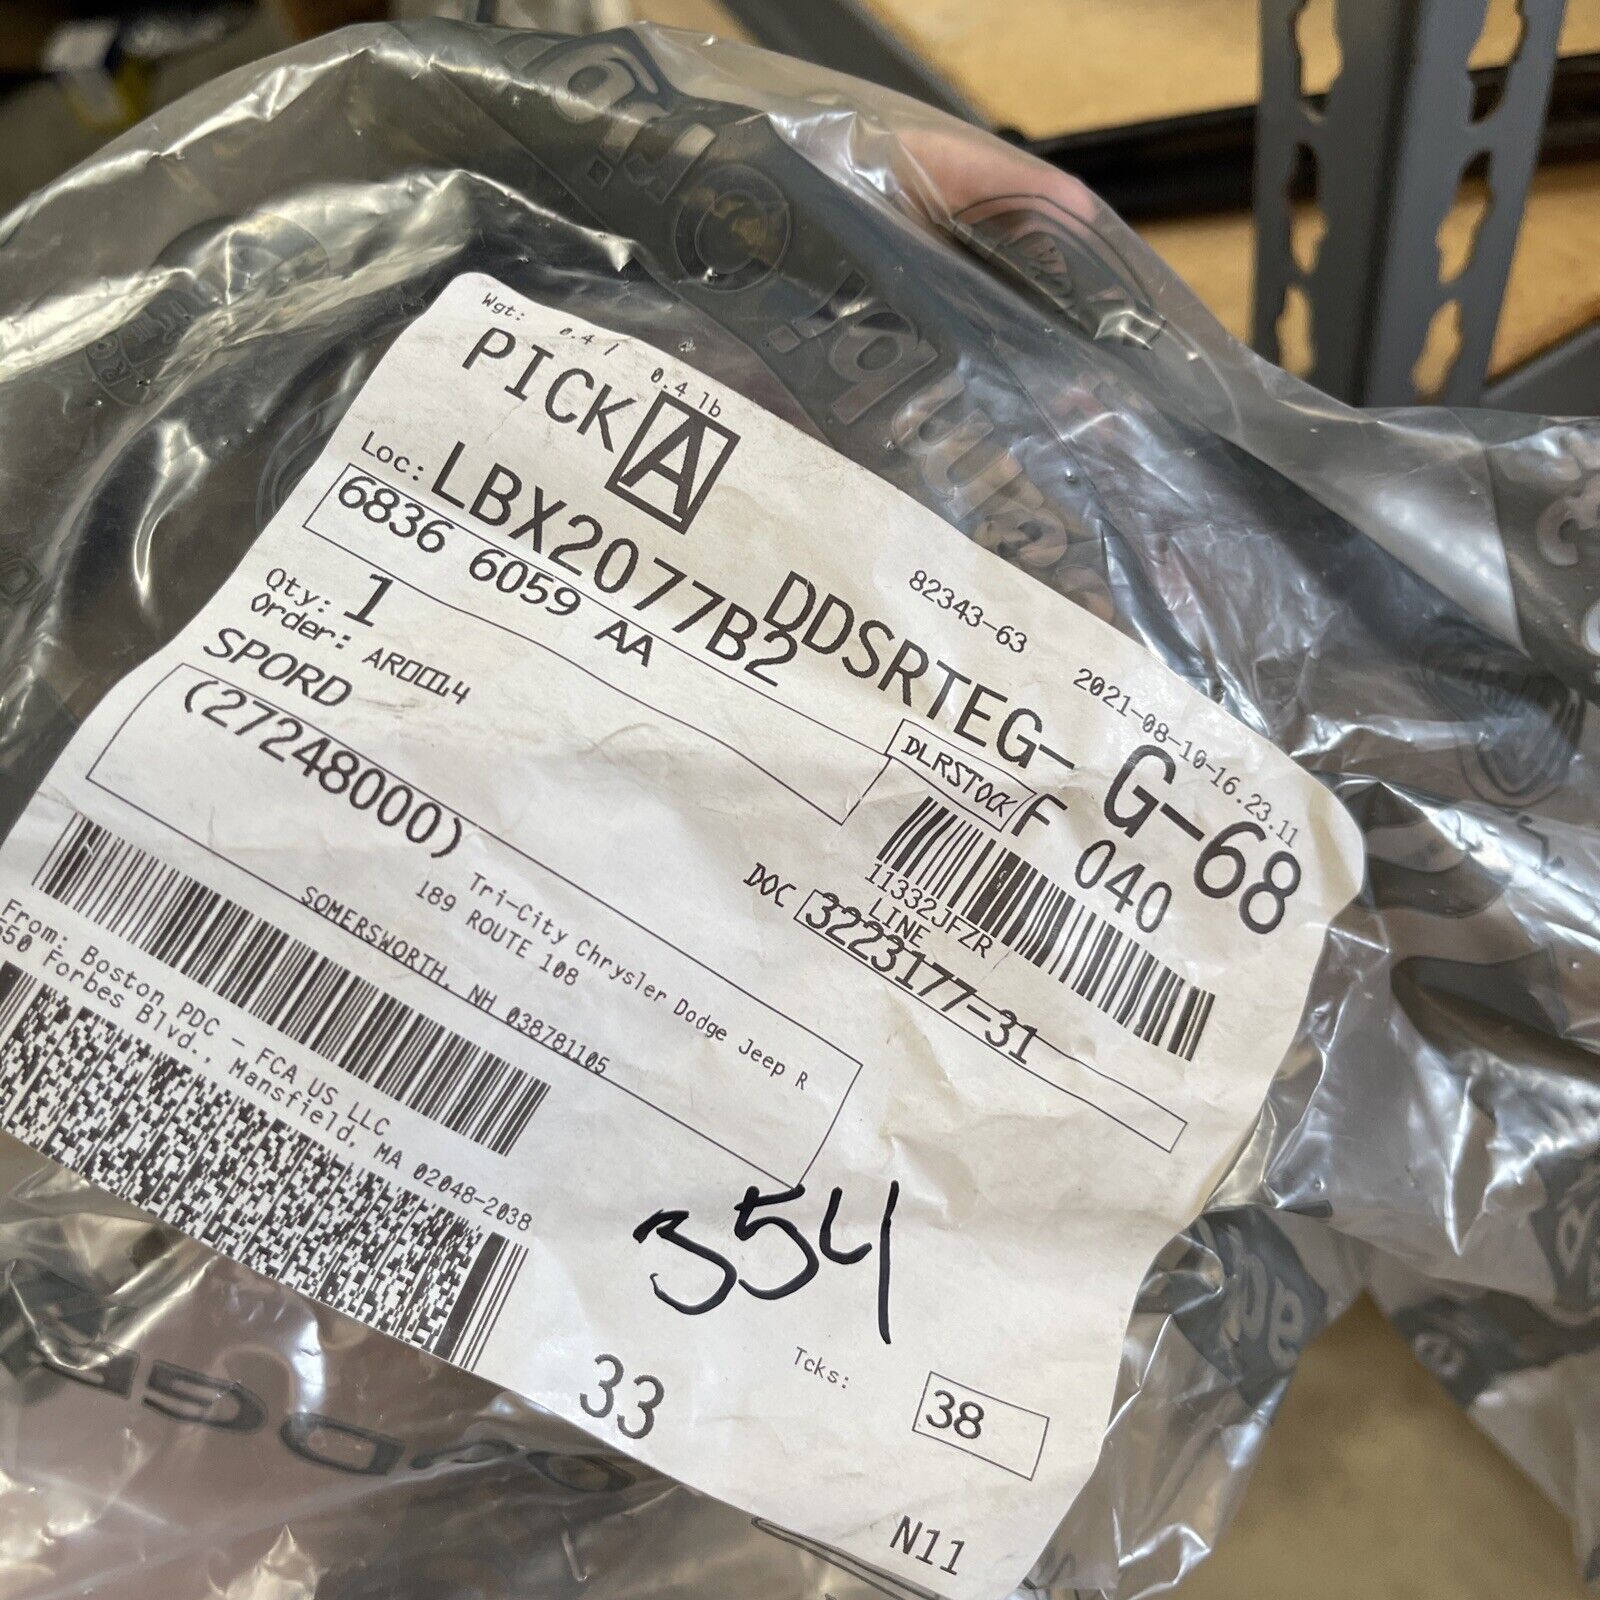 Wgt: 0.4 / 0.4 lb
PICK A
Loc: LBX2077B2
6836 6059 AA
Qty: 1
Order:
SPORD
(27248000)
Tri-City Chrysler Dodge Jeep R
189 ROUTE 108
SOMERSWORTH, NH 038781105
From: Boston PDC - FCA US LLC
Forbes Blvd., Mansfield, MA 02048-2038
82343-63
2021-08-10-16.23.11
DDSRTEG- G-68
DLRSTOCK
F 040
11332JFZR
LINE
DOC 3223177-31
354
33
Tcks: 38
N11